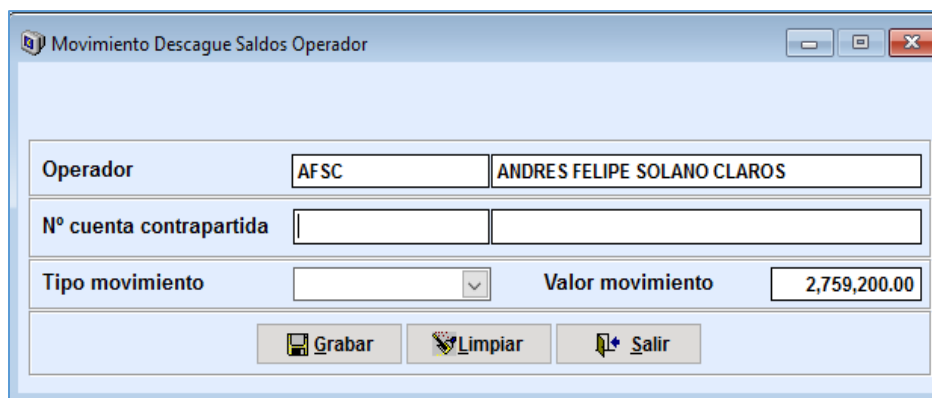 Movimiento Descague Saldos Operador
Operador AFSC ANDRES FELIPE SOLANO CLAROS
Nº cuenta contrapartida
Tipo movimiento Valor movimiento 2,759,200.00
Grabar Limpiar Salir